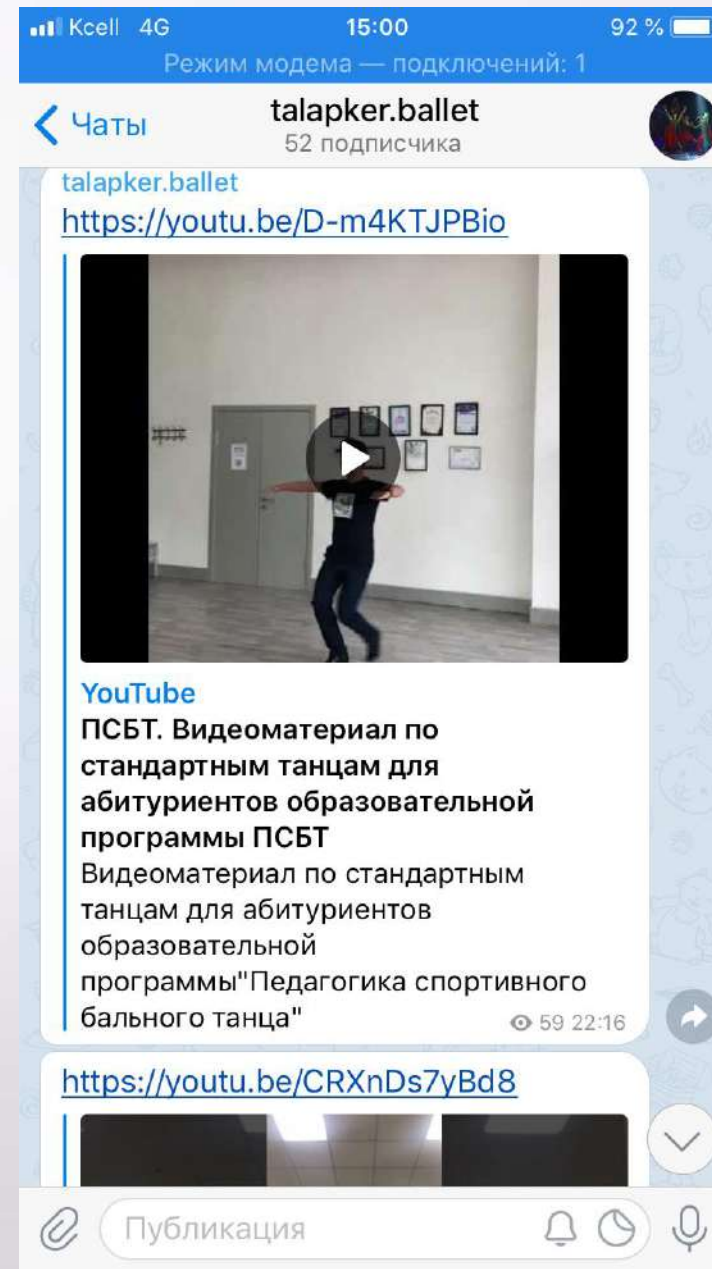 Kcell 4G 15:00 92 %
Режим модема — подключений: 1
Чаты
talapker.ballet
52 подписчика
talapker.ballet
https://youtu.be/D-m4KTJPBio
YouTube
ПСБТ. Видеоматериал по
стандартным танцам для
абитуриентов образовательной
программы ПСБТ
Видеоматериал по стандартным
танцам для абитуриентов
образовательной
программы"Педагогика спортивного
бального танца"
59 22:16
https://youtu.be/CRXnDs7yBd8
Публикация